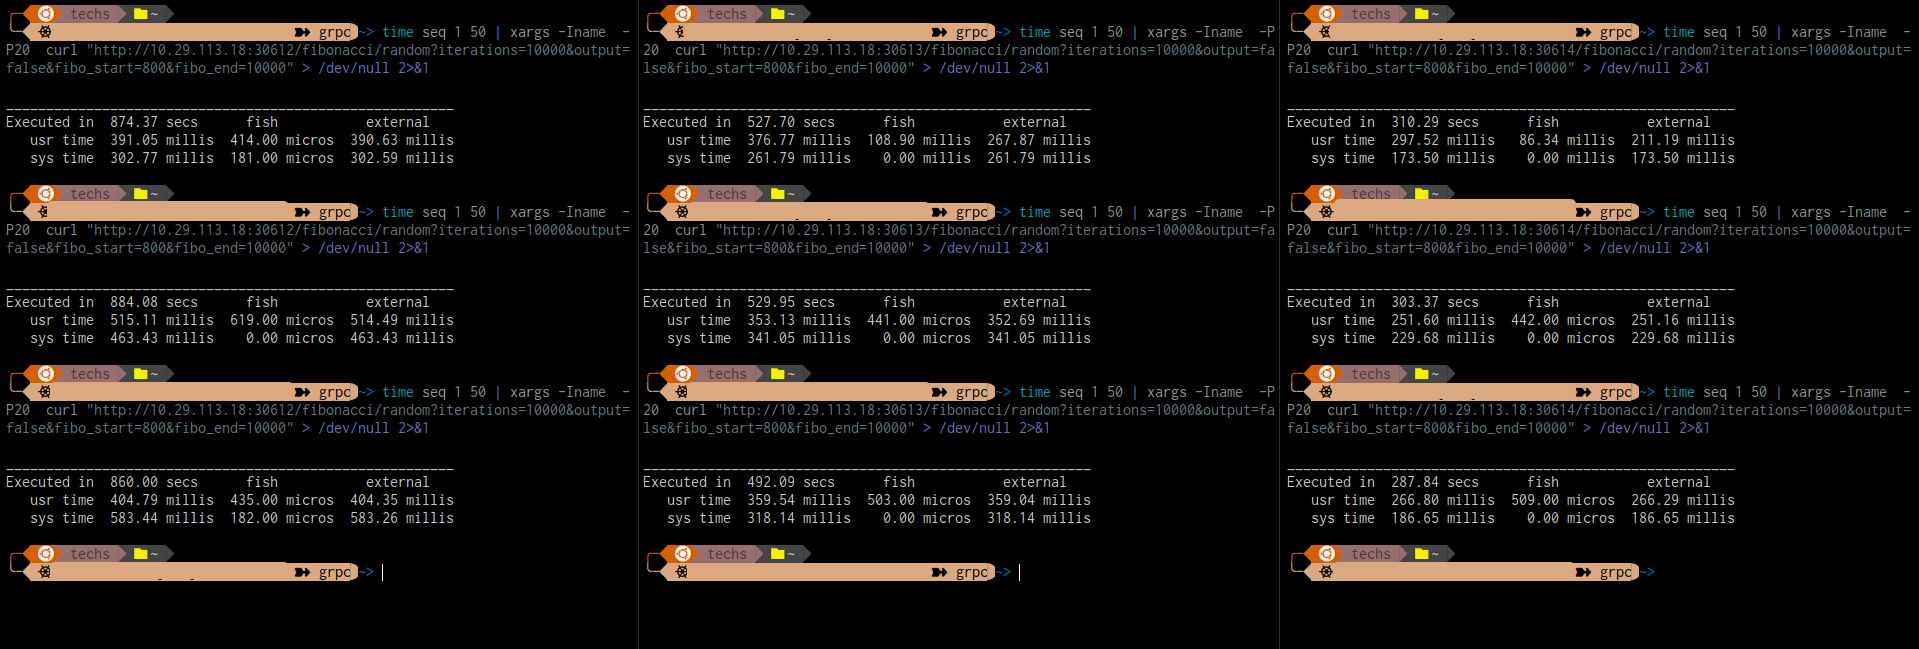 techs ~
grpc ~> time seq 1 50 | xargs -Iname  -
P20  curl "http://10.29.113.18:30612/fibonacci/random?iterations=10000&output=
false&fibo_start=800&fibo_end=10000" > /dev/null 2>&1
________________________________________________________
Executed in  874.37 secs      fish           external
usr time  391.05 millis  414.00 micros  390.63 millis
sys time  302.77 millis  181.00 micros  302.59 millis
techs ~
grpc ~> time seq 1 50 | xargs -Iname  -
P20  curl "http://10.29.113.18:30612/fibonacci/random?iterations=10000&output=
false&fibo_start=800&fibo_end=10000" > /dev/null 2>&1
________________________________________________________
Executed in  884.08 secs      fish           external
usr time  515.11 millis  619.00 micros  514.49 millis
sys time  463.43 millis    0.00 micros  463.43 millis
techs ~
grpc ~> time seq 1 50 | xargs -Iname  -
P20  curl "http://10.29.113.18:30612/fibonacci/random?iterations=10000&output=
false&fibo_start=800&fibo_end=10000" > /dev/null 2>&1
________________________________________________________
Executed in  860.00 secs      fish           external
usr time  404.79 millis  435.00 micros  404.35 millis
sys time  583.44 millis  182.00 micros  583.26 millis
techs ~
grpc ~>
techs ~
grpc ~> time seq 1 50 | xargs -Iname  -P
20  curl "http://10.29.113.18:30613/fibonacci/random?iterations=10000&output=fa
lse&fibo_start=800&fibo_end=10000" > /dev/null 2>&1
________________________________________________________
Executed in  527.70 secs      fish           external
usr time  376.77 millis  108.90 millis  267.87 millis
sys time  261.79 millis    0.00 millis  261.79 millis
techs ~
grpc ~> time seq 1 50 | xargs -Iname  -P
20  curl "http://10.29.113.18:30613/fibonacci/random?iterations=10000&output=fa
lse&fibo_start=800&fibo_end=10000" > /dev/null 2>&1
________________________________________________________
Executed in  529.95 secs      fish           external
usr time  353.13 millis  441.00 micros  352.69 millis
sys time  341.05 millis    0.00 micros  341.05 millis
techs ~
grpc ~> time seq 1 50 | xargs -Iname  -P
20  curl "http://10.29.113.18:30613/fibonacci/random?iterations=10000&output=fa
lse&fibo_start=800&fibo_end=10000" > /dev/null 2>&1
________________________________________________________
Executed in  492.09 secs      fish           external
usr time  359.54 millis  503.00 micros  359.04 millis
sys time  318.14 millis    0.00 micros  318.14 millis
techs ~
grpc ~>
techs ~
grpc ~> time seq 1 50 | xargs -Iname  -
P20  curl "http://10.29.113.18:30614/fibonacci/random?iterations=10000&output=
false&fibo_start=800&fibo_end=10000" > /dev/null 2>&1
________________________________________________________
Executed in  310.29 secs      fish           external
usr time  297.52 millis   86.34 millis  211.19 millis
sys time  173.50 millis    0.00 millis  173.50 millis
techs ~
grpc ~> time seq 1 50 | xargs -Iname  -
P20  curl "http://10.29.113.18:30614/fibonacci/random?iterations=10000&output=
false&fibo_start=800&fibo_end=10000" > /dev/null 2>&1
________________________________________________________
Executed in  303.37 secs      fish           external
usr time  251.60 millis  442.00 micros  251.16 millis
sys time  229.68 millis    0.00 micros  229.68 millis
techs ~
grpc ~> time seq 1 50 | xargs -Iname  -
P20  curl "http://10.29.113.18:30614/fibonacci/random?iterations=10000&output=
false&fibo_start=800&fibo_end=10000" > /dev/null 2>&1
________________________________________________________
Executed in  287.84 secs      fish           external
usr time  266.80 millis  509.00 micros  266.29 millis
sys time  186.65 millis    0.00 micros  186.65 millis
techs ~
grpc ~>